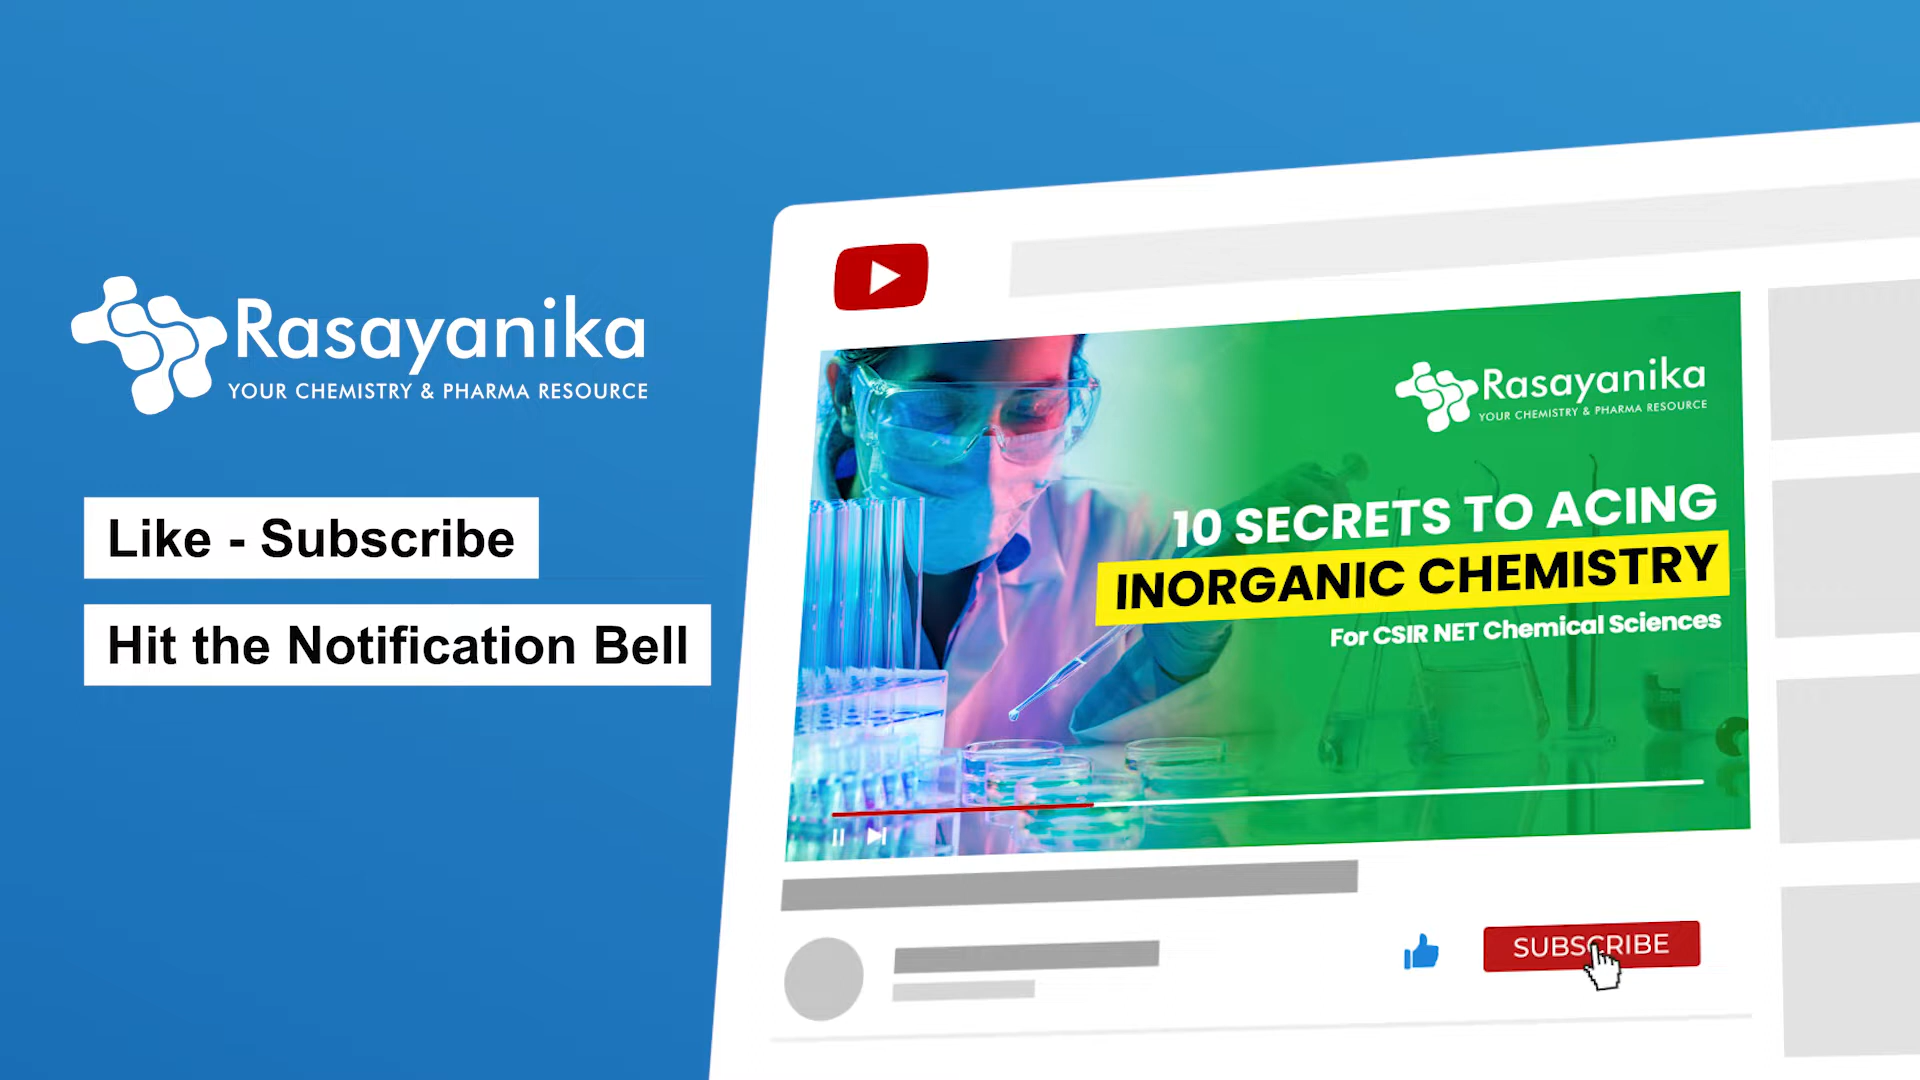 Rasayanika
YOUR CHEMISTRY & PHARMA RESOURCE
Like - Subscribe
Hit the Notification Bell
Rasayanika
YOUR CHEMISTRY & PHARMA RESOURCE
10 SECRETS TO ACING
INORGANIC CHEMISTRY
For CSIR NET Chemical Sciences
SUBSCRIBE